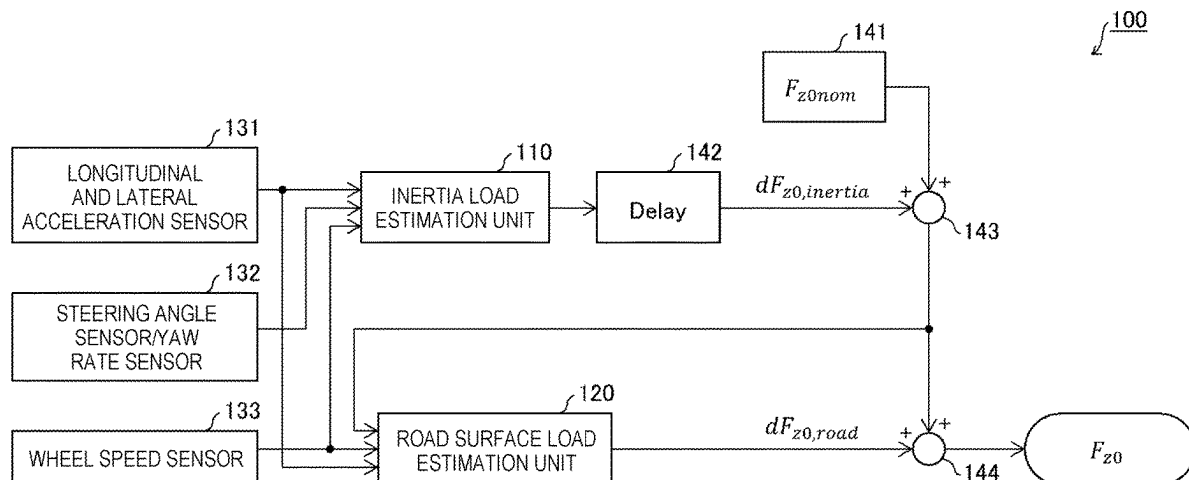 100
141
F_{z0nom}
131
LONGITUDINAL
AND LATERAL
ACCELERATION SENSOR
110
INERTIA LOAD
ESTIMATION UNIT
142
Delay
dF_{z0,inertia}
+
+
143
132
STEERING ANGLE
SENSOR/YAW
RATE SENSOR
133
WHEEL SPEED SENSOR
120
ROAD SURFACE LOAD
ESTIMATION UNIT
dF_{z0,road}
+
+
144
F_{z0}